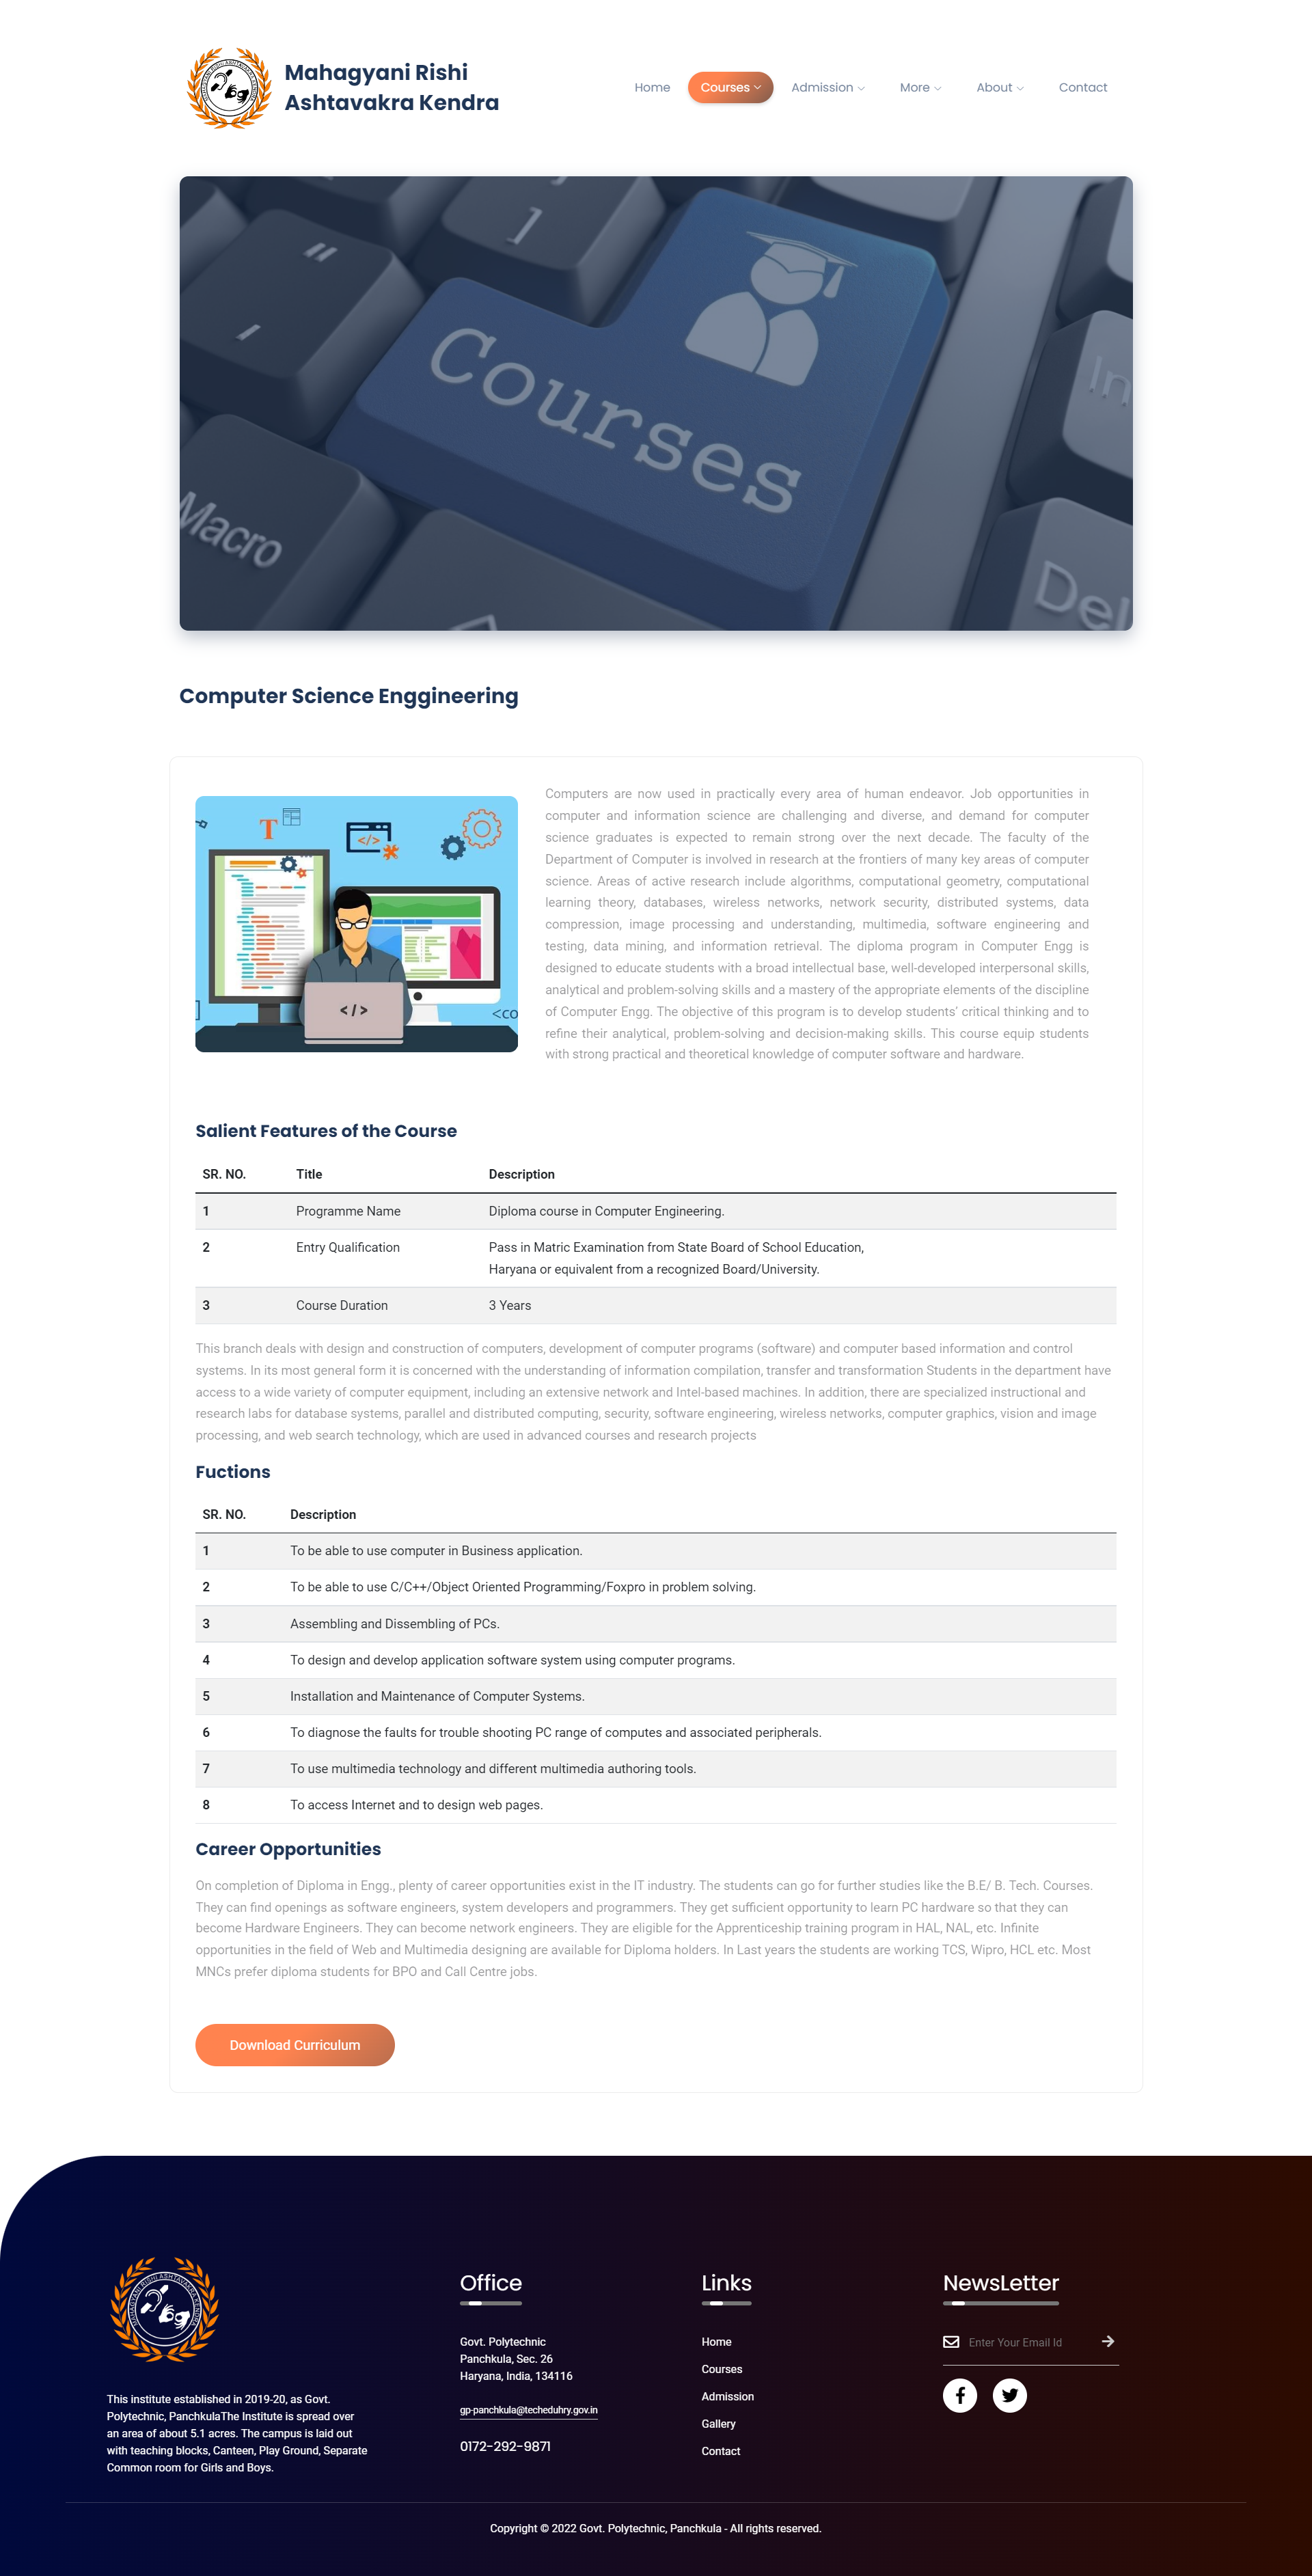 Mahagyani Rishi
Ashtavakra Kendra
Home
Courses
Admission
More
About
Contact
1
Courses
Macro
In
Del
Computer Science Enggineering
T
</>
</>
<co
Computers are now used in practically every area of human endeavor. Job opportunities in
computer and information science are challenging and diverse, and demand for computer
science graduates is expected to remain strong over the next decade. The faculty of the
Department of Computer is involved in research at the frontiers of many key areas of computer
science. Areas of active research include algorithms, computational geometry, computational
learning theory, databases, wireless networks, network security, distributed systems, data
compression, image processing and understanding, multimedia, software engineering and
testing, data mining, and information retrieval. The diploma program in Computer Engg is
designed to educate students with a broad intellectual base, well-developed interpersonal skills,
analytical and problem-solving skills and a mastery of the appropriate elements of the discipline
of Computer Engg. The objective of this program is to develop students’ critical thinking and to
refine their analytical, problem-solving and decision-making skills. This course equip students
with strong practical and theoretical knowledge of computer software and hardware.
Salient Features of the Course
SR. NO. Title Description
1 Programme Name Diploma course in Computer Engineering.
2 Entry Qualification Pass in Matric Examination from State Board of School Education,
Haryana or equivalent from a recognized Board/University.
3 Course Duration 3 Years
This branch deals with design and construction of computers, development of computer programs (software) and computer based information and control
systems. In its most general form it is concerned with the understanding of information compilation, transfer and transformation Students in the department have
access to a wide variety of computer equipment, including an extensive network and Intel-based machines. In addition, there are specialized instructional and
research labs for database systems, parallel and distributed computing, security, software engineering, wireless networks, computer graphics, vision and image
processing, and web search technology, which are used in advanced courses and research projects
Fuctions
SR. NO. Description
1 To be able to use computer in Business application.
2 To be able to use C/C++/Object Oriented Programming/Foxpro in problem solving.
3 Assembling and Dissembling of PCs.
4 To design and develop application software system using computer programs.
5 Installation and Maintenance of Computer Systems.
6 To diagnose the faults for trouble shooting PC range of computes and associated peripherals.
7 To use multimedia technology and different multimedia authoring tools.
8 To access Internet and to design web pages.
Career Opportunities
On completion of Diploma in Engg., plenty of career opportunities exist in the IT industry. The students can go for further studies like the B.E/ B. Tech. Courses.
They can find openings as software engineers, system developers and programmers. They get sufficient opportunity to learn PC hardware so that they can
become Hardware Engineers. They can become network engineers. They are eligible for the Apprenticeship training program in HAL, NAL, etc. Infinite
opportunities in the field of Web and Multimedia designing are available for Diploma holders. In Last years the students are working TCS, Wipro, HCL etc. Most
MNCs prefer diploma students for BPO and Call Centre jobs.
Download Curriculum
MAHAGYANI RISHI ASHTAVAKRA KENDRA
This institute established in 2019-20, as Govt.
Polytechnic, PanchkulaThe Institute is spread over
an area of about 5.1 acres. The campus is laid out
with teaching blocks, Canteen, Play Ground, Separate
Common room for Girls and Boys.
Office
Govt. Polytechnic
Panchkula, Sec. 26
Haryana, India, 134116
gp-panchkula@techeduhry.gov.in
0172-292-9871
Links
Home
Courses
Admission
Gallery
Contact
NewsLetter
Enter Your Email Id
Copyright © 2022 Govt. Polytechnic, Panchkula - All rights reserved.